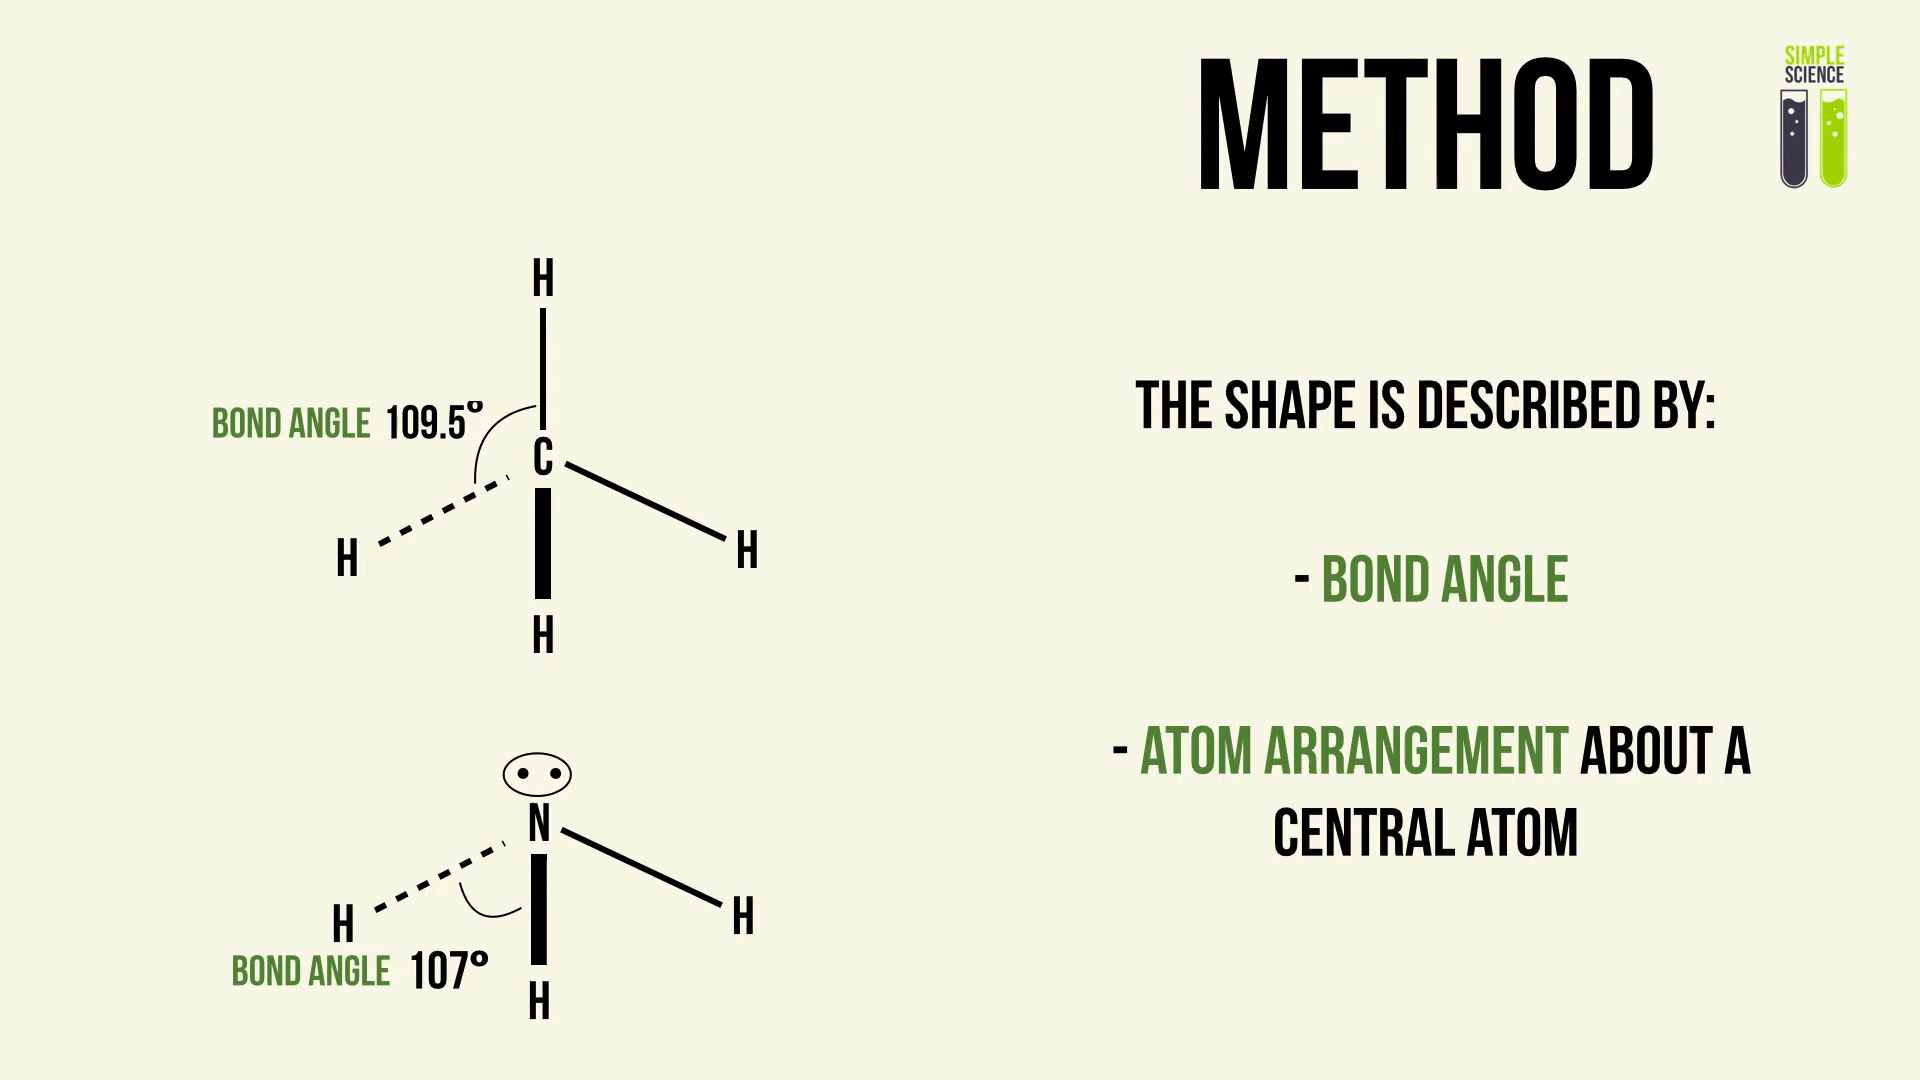 METHOD
SIMPLE
SCIENCE
H
BOND ANGLE 109.5°
C
H
H
H
THE SHAPE IS DESCRIBED BY:
- BOND ANGLE
- ATOM ARRANGEMENT ABOUT A
CENTRAL ATOM
N
H
H
BOND ANGLE 107°
H